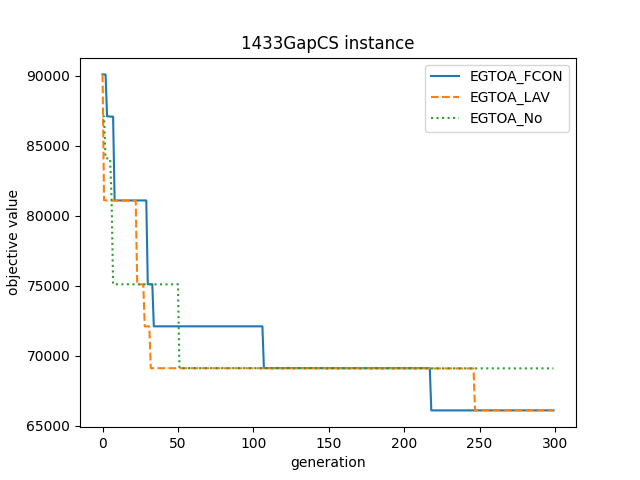 1433GapCS instance
EGTOA_FCON
EGTOA_LAV
EGTOA_No
objective value
90000
85000
80000
75000
70000
65000
0 50 100 150 200 250 300
generation